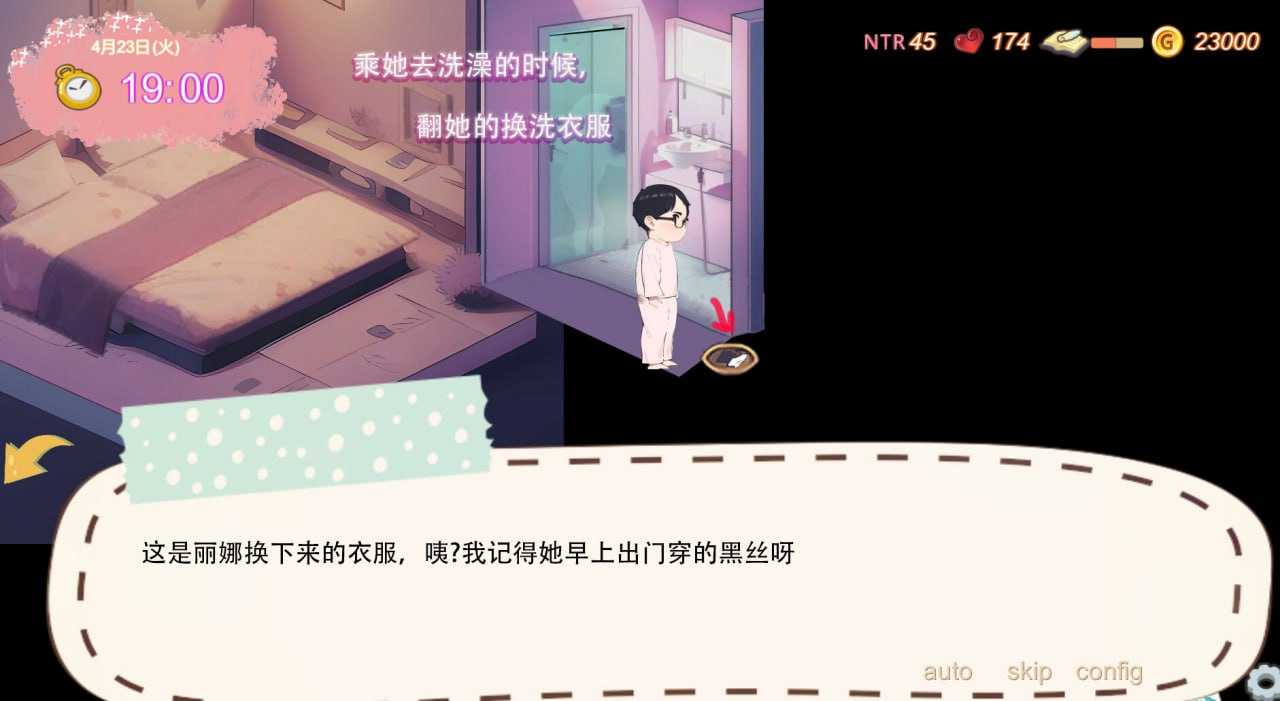 4月23日(火)
19:00
NTR 45
174
G 23000
乘她去洗澡的时候,
翻她的换洗衣服
这是丽娜换下来的衣服, 咦?我记得她早上出门穿的黑丝呀
auto skip config